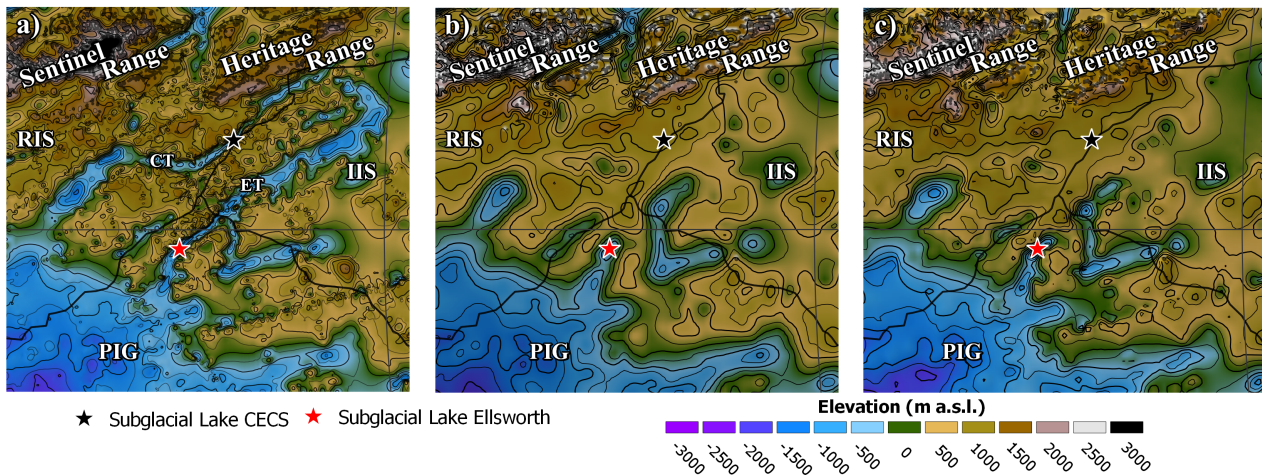 a)
Sentinel Range
Heritage Range
RIS
CT
ET
IIS
PIG
b)
Sentinel Range
Heritage Range
RIS
IIS
PIG
c)
Sentinel Range
Heritage Range
RIS
IIS
PIG
Subglacial Lake CECS
Subglacial Lake Ellsworth
Elevation (m a.s.l.)
-3000 -2500 -2000 -1500 -1000 -500 0 500 1000 1500 2000 2500 3000